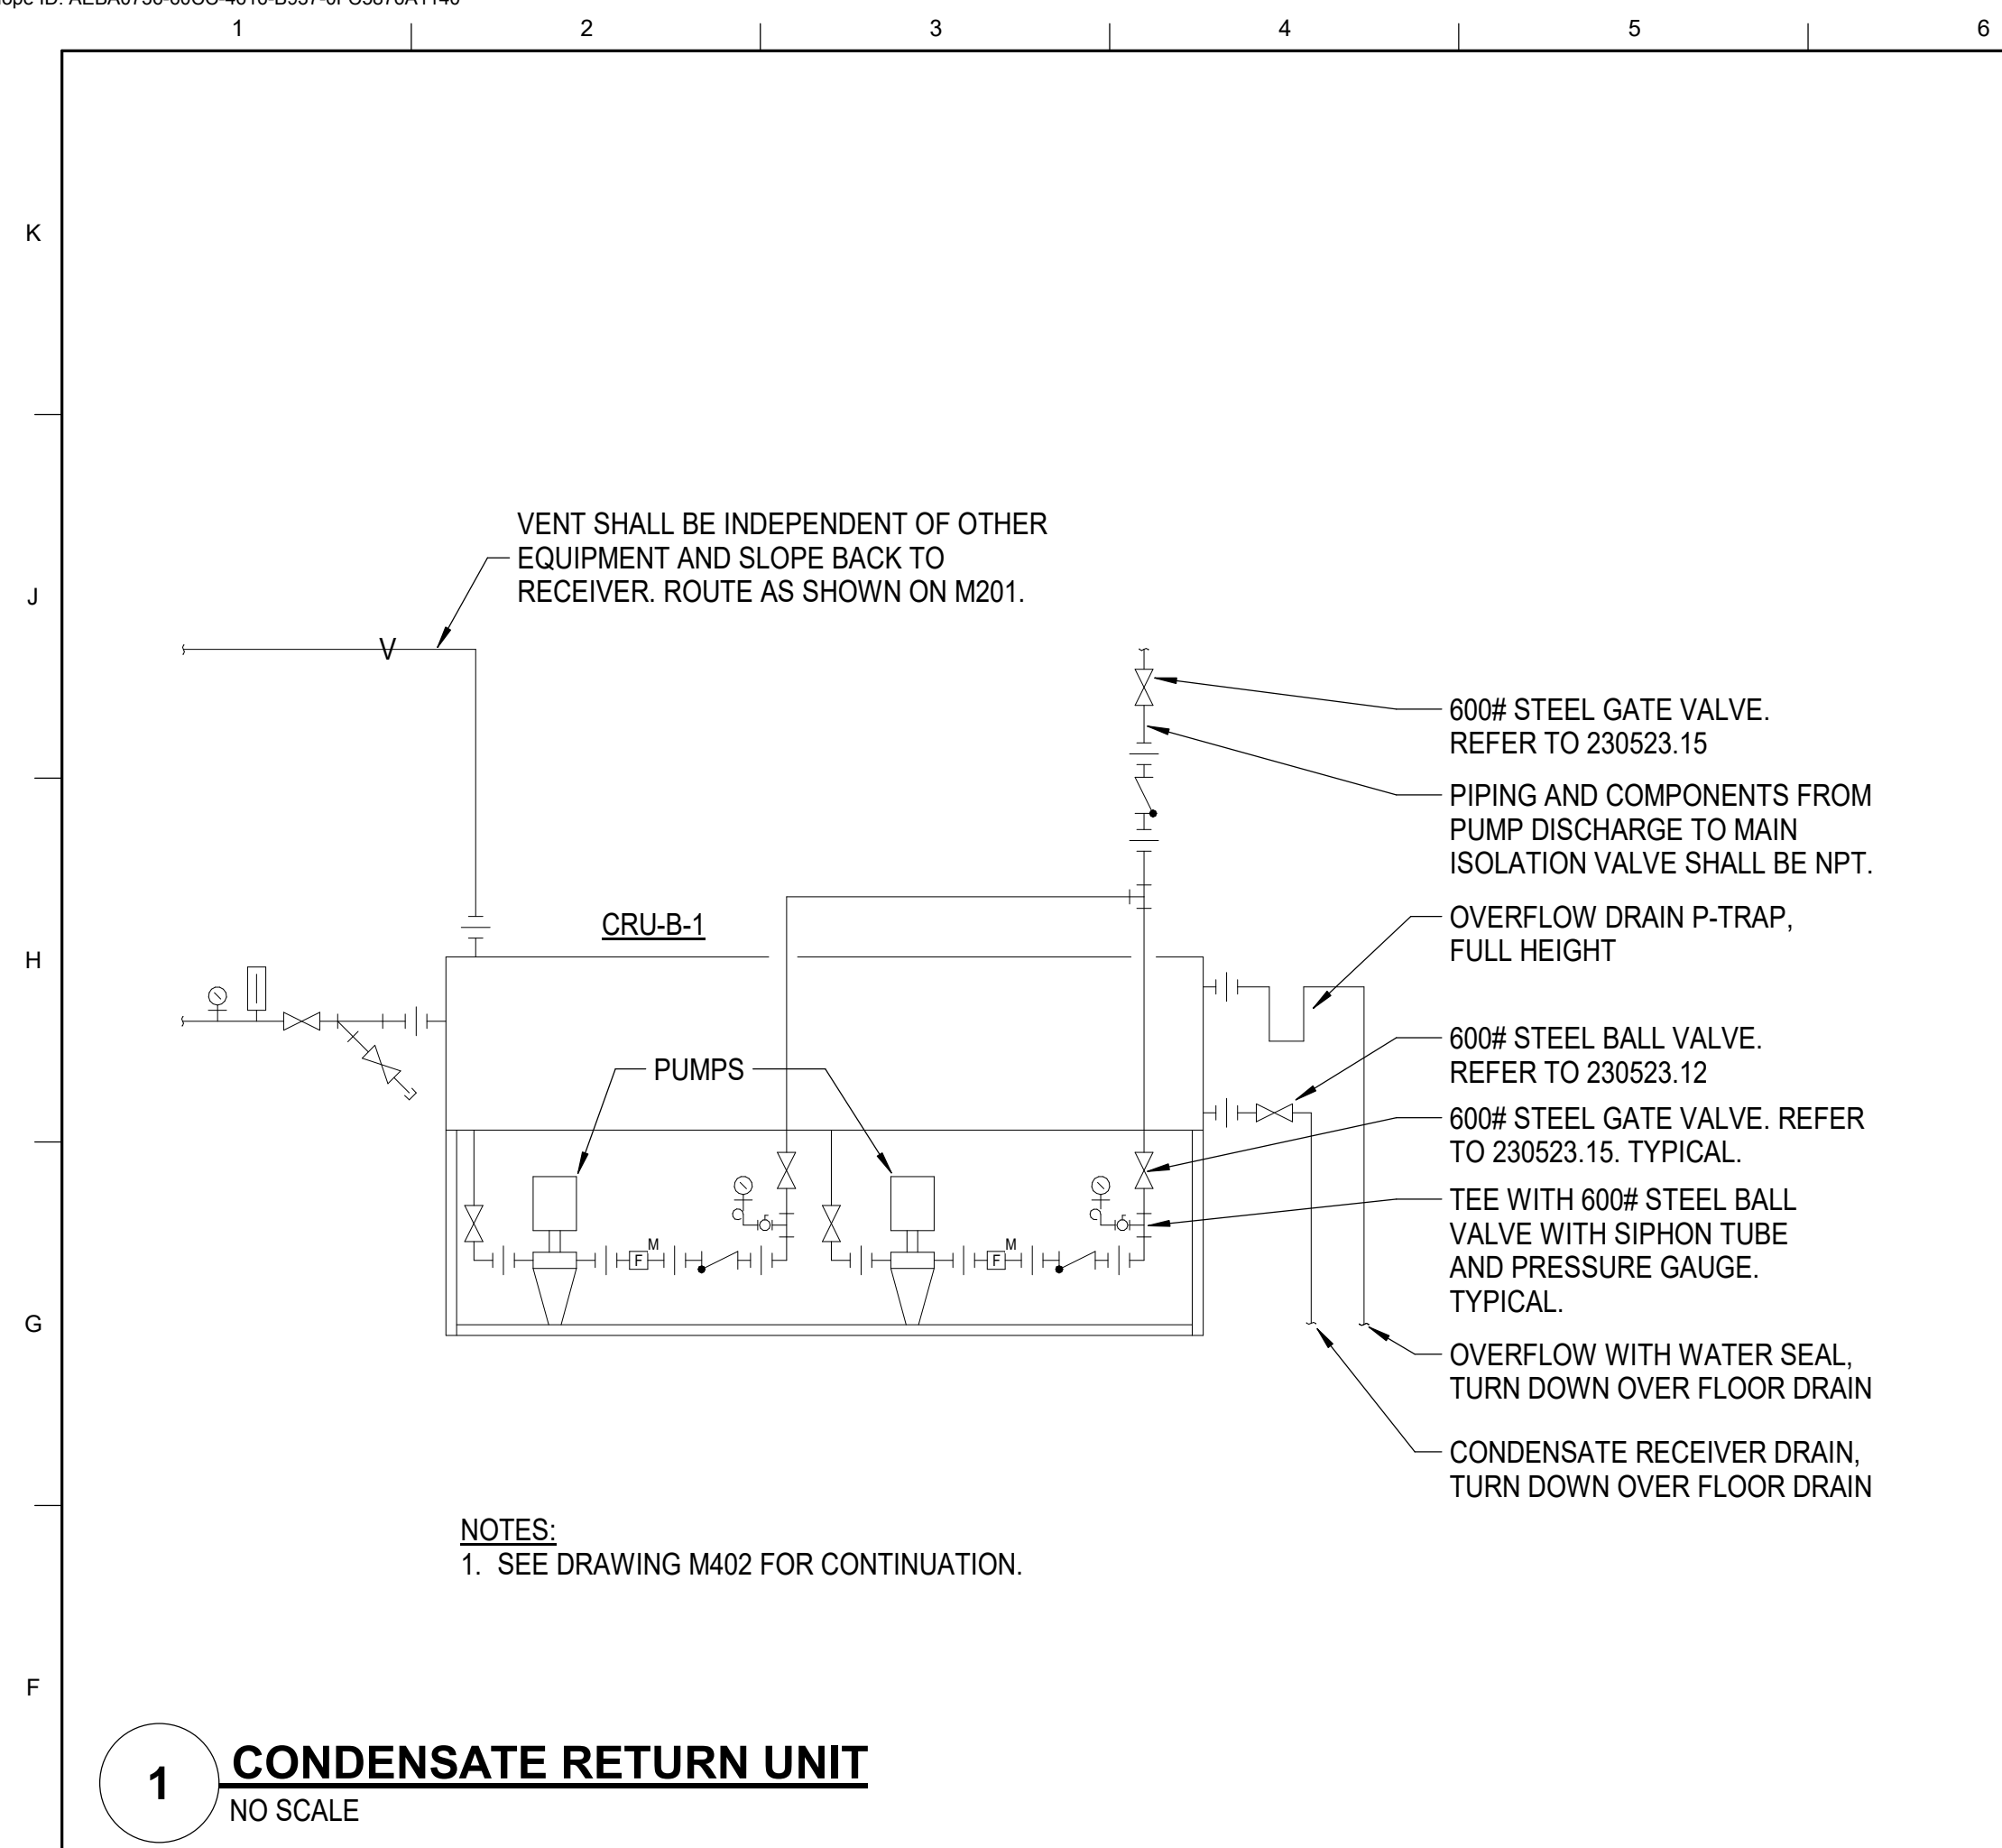 1 2 3 4 5 6
K
J
H
G
F
VENT SHALL BE INDEPENDENT OF OTHER
EQUIPMENT AND SLOPE BACK TO
RECEIVER. ROUTE AS SHOWN ON M201.
V
600# STEEL GATE VALVE.
REFER TO 230523.15
PIPING AND COMPONENTS FROM
PUMP DISCHARGE TO MAIN
ISOLATION VALVE SHALL BE NPT.
CRU-B-1
OVERFLOW DRAIN P-TRAP,
FULL HEIGHT
PUMPS
600# STEEL BALL VALVE.
REFER TO 230523.12
600# STEEL GATE VALVE. REFER
TO 230523.15. TYPICAL.
TEE WITH 600# STEEL BALL
VALVE WITH SIPHON TUBE
AND PRESSURE GAUGE.
TYPICAL.
M
F
M
F
OVERFLOW WITH WATER SEAL,
TURN DOWN OVER FLOOR DRAIN
CONDENSATE RECEIVER DRAIN,
TURN DOWN OVER FLOOR DRAIN
NOTES:
1. SEE DRAWING M402 FOR CONTINUATION.
1
CONDENSATE RETURN UNIT
NO SCALE